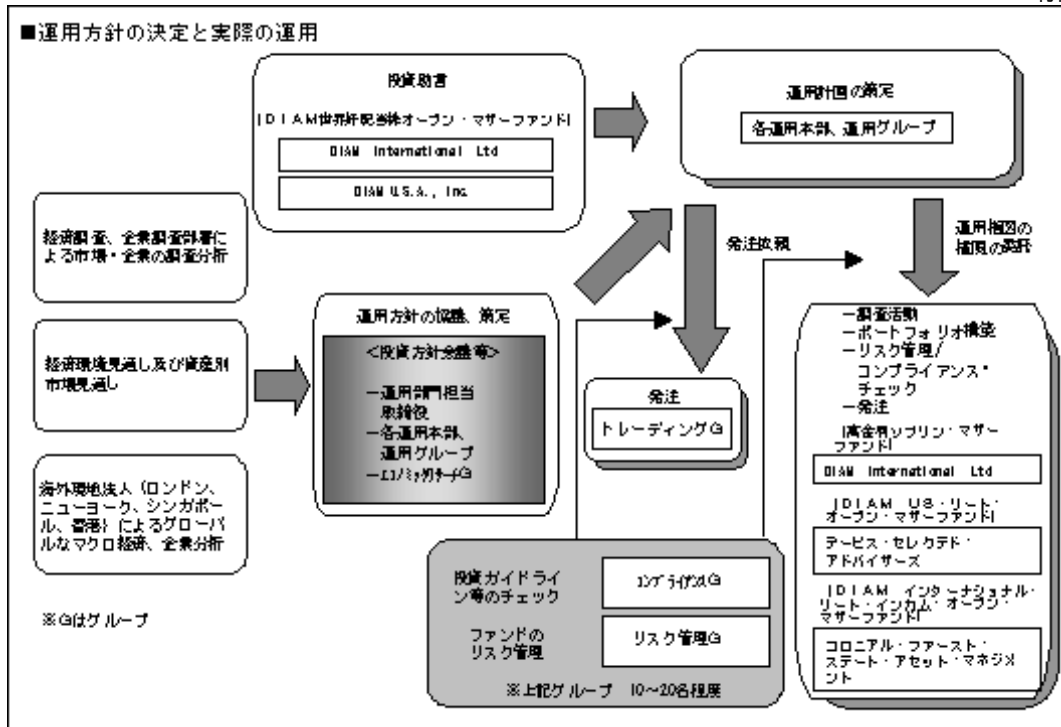 ■運用方針の決定と実際の運用
投資助言
[DIAM世界好配当株オープン・マザーファンド]
DIAM International Ltd
DIAM U.S.A., Inc.
運用計画の策定
各運用本部、運用グループ
経済調査、企業調査部署に
よる市場・企業の調査分析
経済環境見通し及び資産別
市場見通し
海外現地法人(ロンドン、
ニューヨーク、シンガポー
ル、香港)によるグローバ
ルなマクロ経済、企業分析
※Gはグループ
運用方針の協議、策定
<投資方針会議等>
―運用部門担当
取締役
―各運用本部、
運用グループ
―エコノミックリサーチG
発注依頼
発注
トレーディングG
運用指図の
権限の委託
―調査活動
―ポートフォリオ構築
―リスク管理/
コンプライアンス・
チェック
―発注
[高金利ソブリン・マザー
ファンド]
DIAM International Ltd
[DIAM US・リート・
オープン・マザーファンド]
デービス・セレクテド・
アドバイザーズ
[DIAM インターナショナル・
リート・インカム・オープン・
マザーファンド]
コロニアル・ファースト・
ステート・アセット・マネジメ
ント
投資ガイドライ
ン等のチェック
コンプライアンスG
ファンドの
リスク管理
リスク管理G
※上記グループ 10~20名程度